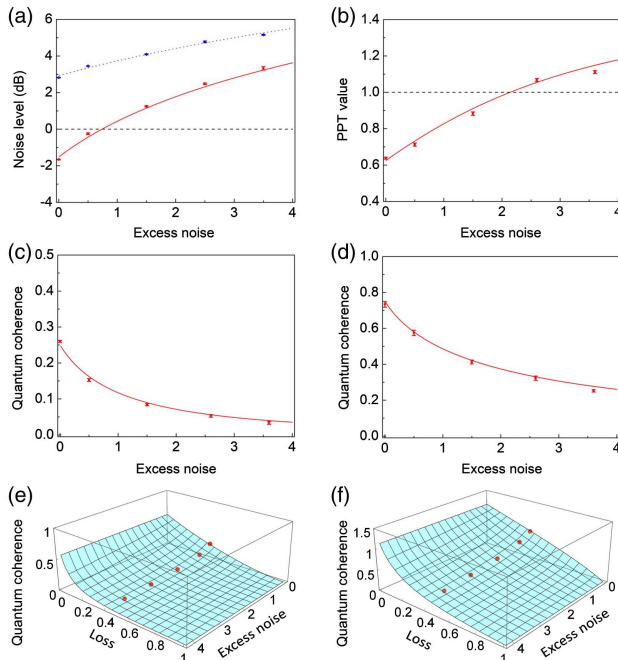 (a)
6
4
2
0
-2
-4
Noise level (dB)
0 1 2 3 4
Excess noise
(b)
1.4
1.2
1.0
0.8
0.6
0.4
PPT value
0 1 2 3 4
Excess noise
(c)
0.5
0.4
0.3
0.2
0.1
0.0
Quantum coherence
0 1 2 3 4
Excess noise
(d)
1.0
0.8
0.6
0.4
0.2
0.0
Quantum coherence
0 1 2 3 4
Excess noise
(e)
Quantum coherence
1
0.5
0
0 0.2 0.4 0.6 0.8 1
Loss
4 3 2 1 0
Excess noise
(f)
Quantum coherence
1.5
1
0.5
0
0 0.2 0.4 0.6 0.8 1
Loss
4 3 2 1 0
Excess noise